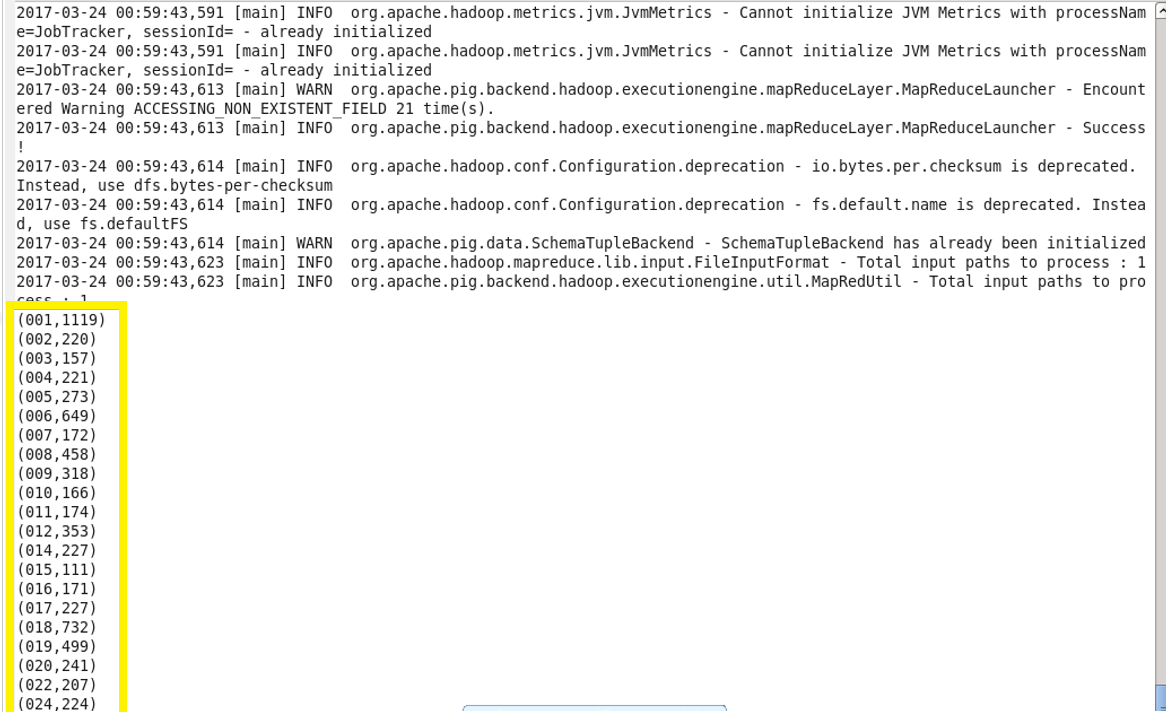 2017-03-24 00:59:43,591 [main] INFO  org.apache.hadoop.metrics.jvm.JvmMetrics - Cannot initialize JVM Metrics with processNam
e=JobTracker, sessionId= - already initialized
2017-03-24 00:59:43,591 [main] INFO  org.apache.hadoop.metrics.jvm.JvmMetrics - Cannot initialize JVM Metrics with processNam
e=JobTracker, sessionId= - already initialized
2017-03-24 00:59:43,613 [main] WARN  org.apache.pig.backend.hadoop.executionengine.mapReduceLayer.MapReduceLauncher - Encount
ered Warning ACCESSING_NON_EXISTENT_FIELD 21 time(s).
2017-03-24 00:59:43,613 [main] INFO  org.apache.pig.backend.hadoop.executionengine.mapReduceLayer.MapReduceLauncher - Success
!
2017-03-24 00:59:43,614 [main] INFO  org.apache.hadoop.conf.Configuration.deprecation - io.bytes.per.checksum is deprecated.
Instead, use dfs.bytes-per-checksum
2017-03-24 00:59:43,614 [main] INFO  org.apache.hadoop.conf.Configuration.deprecation - fs.default.name is deprecated. Instea
d, use fs.defaultFS
2017-03-24 00:59:43,614 [main] WARN  org.apache.pig.data.SchemaTupleBackend - SchemaTupleBackend has already been initialized
2017-03-24 00:59:43,623 [main] INFO  org.apache.hadoop.mapreduce.lib.input.FileInputFormat - Total input paths to process : 1
2017-03-24 00:59:43,623 [main] INFO  org.apache.pig.backend.hadoop.executionengine.util.MapRedUtil - Total input paths to pro
cess : 1
(001,1119)
(002,220)
(003,157)
(004,221)
(005,273)
(006,649)
(007,172)
(008,458)
(009,318)
(010,166)
(011,174)
(012,353)
(014,227)
(015,111)
(016,171)
(017,227)
(018,732)
(019,499)
(020,241)
(022,207)
(024,224)